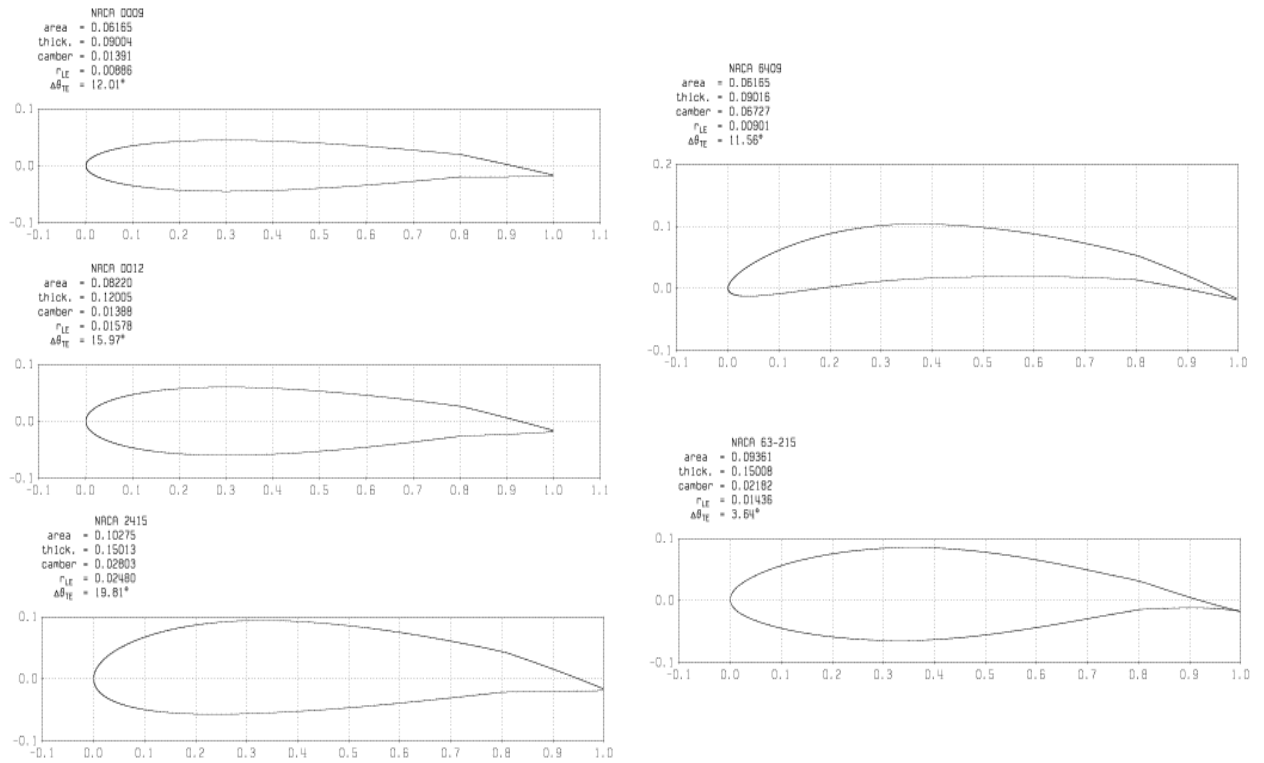 NACA 0009
area = 0.06165
thick. = 0.09004
camber = 0.01391
rLE = 0.00886
ΔθTE = 12.01°
0.1
0.0
-0.1
-0.1 0.0 0.1 0.2 0.3 0.4 0.5 0.6 0.7 0.8 0.9 1.0 1.1
NACA 0012
area = 0.08220
thick. = 0.12005
camber = 0.01388
rLE = 0.01578
ΔθTE = 15.97°
0.1
0.0
-0.1
-0.1 0.0 0.1 0.2 0.3 0.4 0.5 0.6 0.7 0.8 0.9 1.0 1.1
NACA 2415
area = 0.10275
thick. = 0.15013
camber = 0.02803
rLE = 0.02480
ΔθTE = 19.81°
0.1
0.0
-0.1
-0.1 0.0 0.1 0.2 0.3 0.4 0.5 0.6 0.7 0.8 0.9 1.0
NACA 6409
area = 0.06165
thick. = 0.09016
camber = 0.06727
rLE = 0.00901
ΔθTE = 11.56°
0.2
0.1
0.0
-0.1
-0.1 0.0 0.1 0.2 0.3 0.4 0.5 0.6 0.7 0.8 0.9 1.0
NACA 63-215
area = 0.09361
thick. = 0.15008
camber = 0.02182
rLE = 0.01436
ΔθTE = 3.64°
0.1
0.0
-0.1
-0.1 0.0 0.1 0.2 0.3 0.4 0.5 0.6 0.7 0.8 0.9 1.0